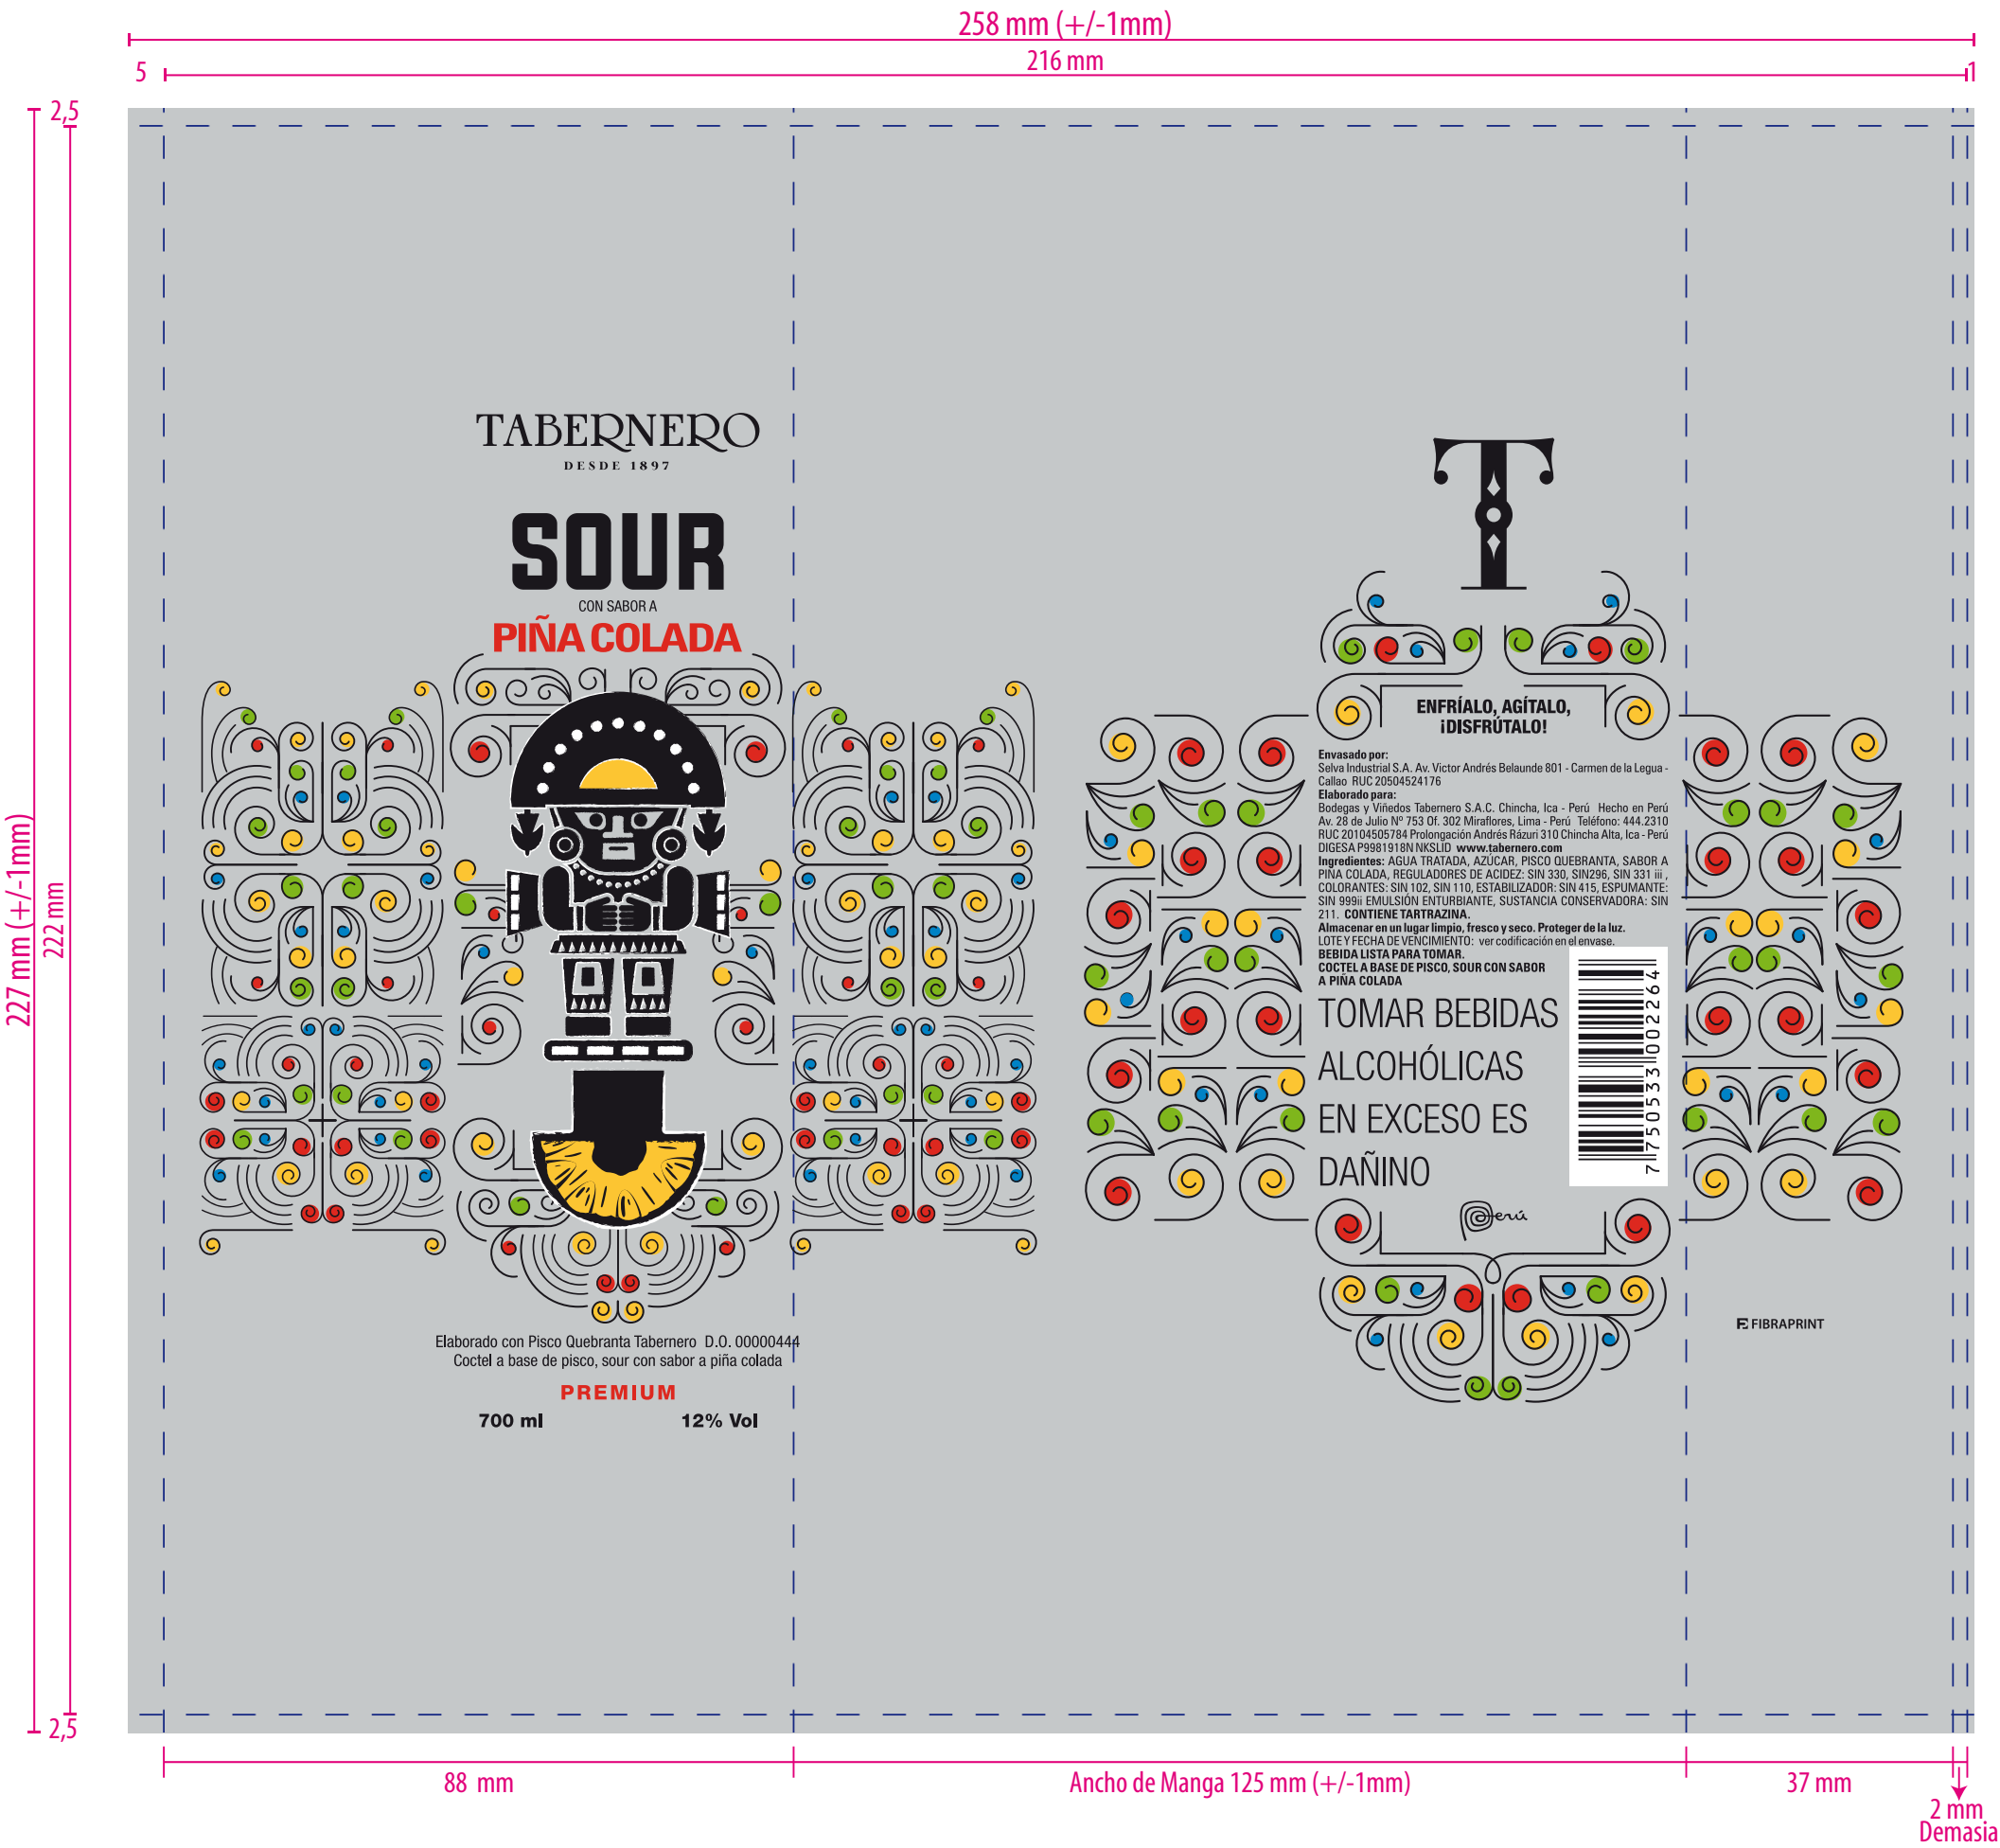 258 mm (+/-1mm)
5
216 mm
1
2,5
227 mm (+/-1mm)
222 mm
2,5
TABERNERO
DESDE 1897
SOUR
CON SABOR A
PIÑA COLADA
Elaborado con Pisco Quebranta Tabernero D.O. 00000444
Coctel a base de pisco, sour con sabor a piña colada
PREMIUM
700 ml 12% Vol
T
ENFRÍALO, AGÍTALO,
¡DISFRÚTALO!
Envasado por:
Selva Industrial S.A. Av. Victor Andrés Belaunde 801 - Carmen de la Legua -
Callao RUC 20504524176
Elaborado para:
Bodegas y Viñedos Tabernero S.A.C. Chincha, Ica - Perú Hecho en Perú
Av. 28 de Julio Nº 753 Of. 302 Miraflores, Lima - Perú Teléfono: 444.2310
RUC 20104505784 Prolongación Andrés Rázuri 310 Chincha Alta, Ica - Perú
DIGESA P9981918N NKSLID www.tabernero.com
Ingredientes: AGUA TRATADA, AZÚCAR, PISCO QUEBRANTA, SABOR A
PIÑA COLADA, REGULADORES DE ACIDEZ: SIN 330, SIN296, SIN 331 iii ,
COLORANTES: SIN 102, SIN 110, ESTABILIZADOR: SIN 415, ESPUMANTE:
SIN 999ii EMULSIÓN ENTURBIANTE, SUSTANCIA CONSERVADORA: SIN
211. CONTIENE TARTRAZINA.
Almacenar en un lugar limpio, fresco y seco. Proteger de la luz.
LOTE Y FECHA DE VENCIMIENTO: ver codificación en el envase.
BEBIDA LISTA PARA TOMAR.
COCTEL A BASE DE PISCO, SOUR CON SABOR
A PIÑA COLADA
TOMAR BEBIDAS
ALCOHÓLICAS
EN EXCESO ES
DAÑINO
7750533002264
Perú
FIBRAPRINT
88 mm
Ancho de Manga 125 mm (+/-1mm)
37 mm
2 mm
Demasia